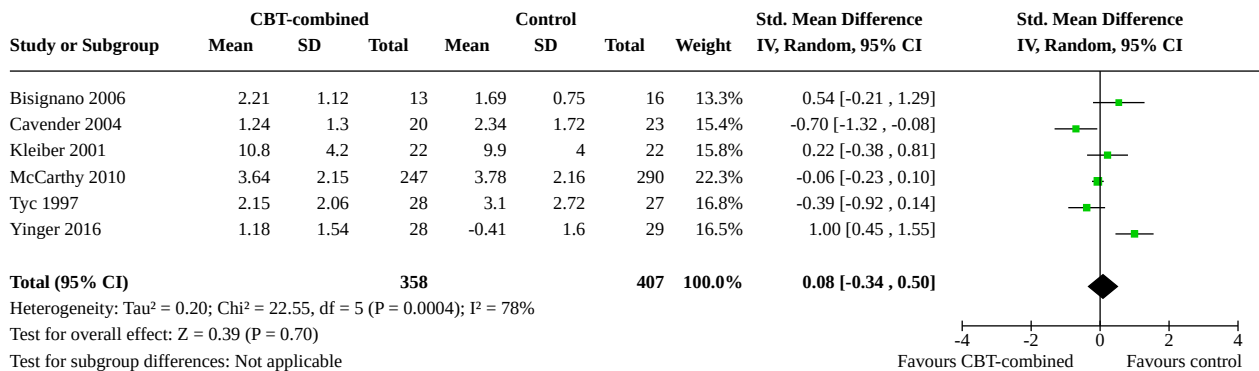 CBT-combined Control Std. Mean Difference Std. Mean Difference
Study or Subgroup Mean SD Total Mean SD Total Weight IV, Random, 95% CI IV, Random, 95% CI
Bisignano 2006 2.21 1.12 13 1.69 0.75 16 13.3% 0.54 [-0.21 , 1.29]
Cavender 2004 1.24 1.3 20 2.34 1.72 23 15.4% -0.70 [-1.32 , -0.08]
Kleiber 2001 10.8 4.2 22 9.9 4 22 15.8% 0.22 [-0.38 , 0.81]
McCarthy 2010 3.64 2.15 247 3.78 2.16 290 22.3% -0.06 [-0.23 , 0.10]
Tyc 1997 2.15 2.06 28 3.1 2.72 27 16.8% -0.39 [-0.92 , 0.14]
Yinger 2016 1.18 1.54 28 -0.41 1.6 29 16.5% 1.00 [0.45 , 1.55]
Total (95% CI) 358 407 100.0% 0.08 [-0.34 , 0.50]
Heterogeneity: Tau² = 0.20; Chi² = 22.55, df = 5 (P = 0.0004); I² = 78%
Test for overall effect: Z = 0.39 (P = 0.70)
Test for subgroup differences: Not applicable
-4 -2 0 2 4
Favours CBT-combined Favours control